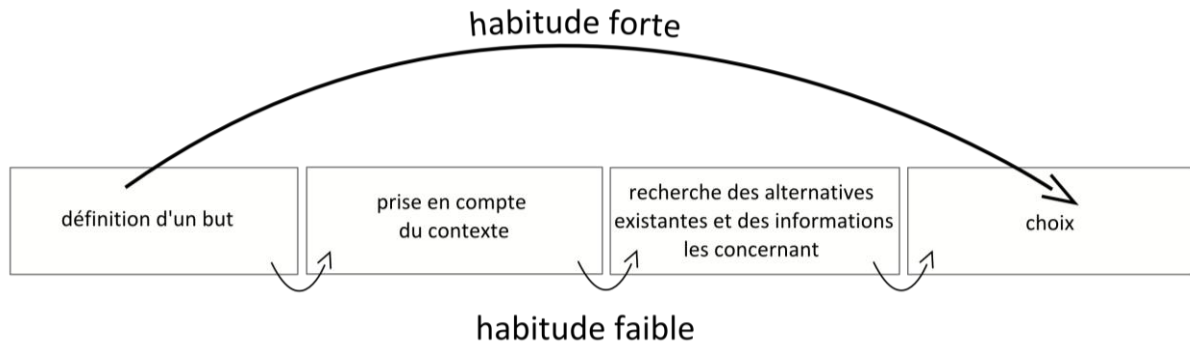 habitude forte
définition d'un but
prise en compte
du contexte
recherche des alternatives
existantes et des informations
les concernant
choix
habitude faible